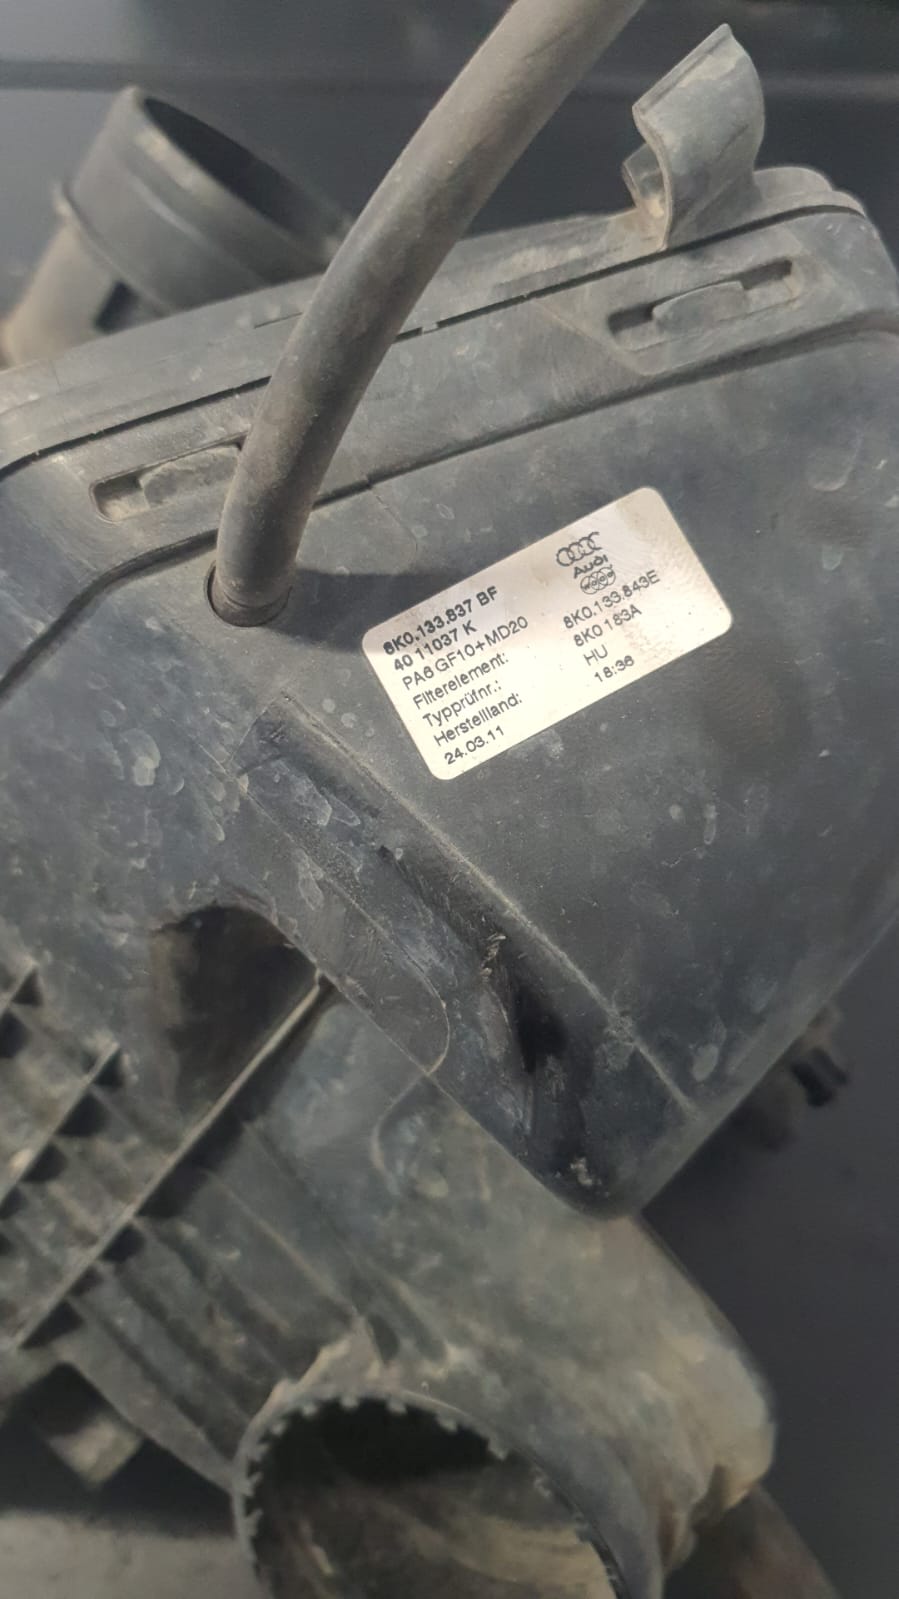 Audi
8K0.133.837 BF
40 11037 K
PA6 GF10+MD20
Filterelement: 8K0.133.843E
Typprüfnr.: 8K0 183A
Herstellland: HU
24.03.11 18:36